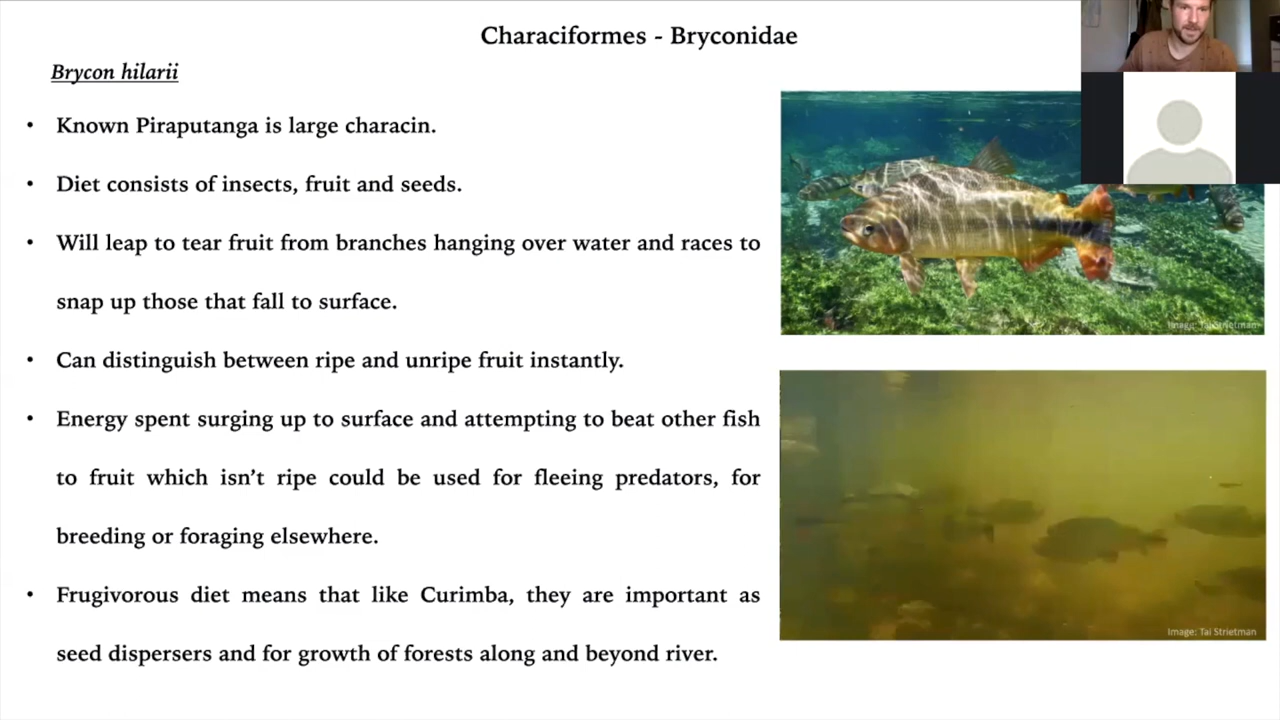 Characiformes - Bryconidae
Brycon hilarii
• Known Piraputanga is large characin.
• Diet consists of insects, fruit and seeds.
• Will leap to tear fruit from branches hanging over water and races to
snap up those that fall to surface.
• Can distinguish between ripe and unripe fruit instantly.
• Energy spent surging up to surface and attempting to beat other fish
to fruit which isn’t ripe could be used for fleeing predators, for
breeding or foraging elsewhere.
• Frugivorous diet means that like Curimba, they are important as
seed dispersers and for growth of forests along and beyond river.
Image: Tai Strietman
Image: Tai Strietman